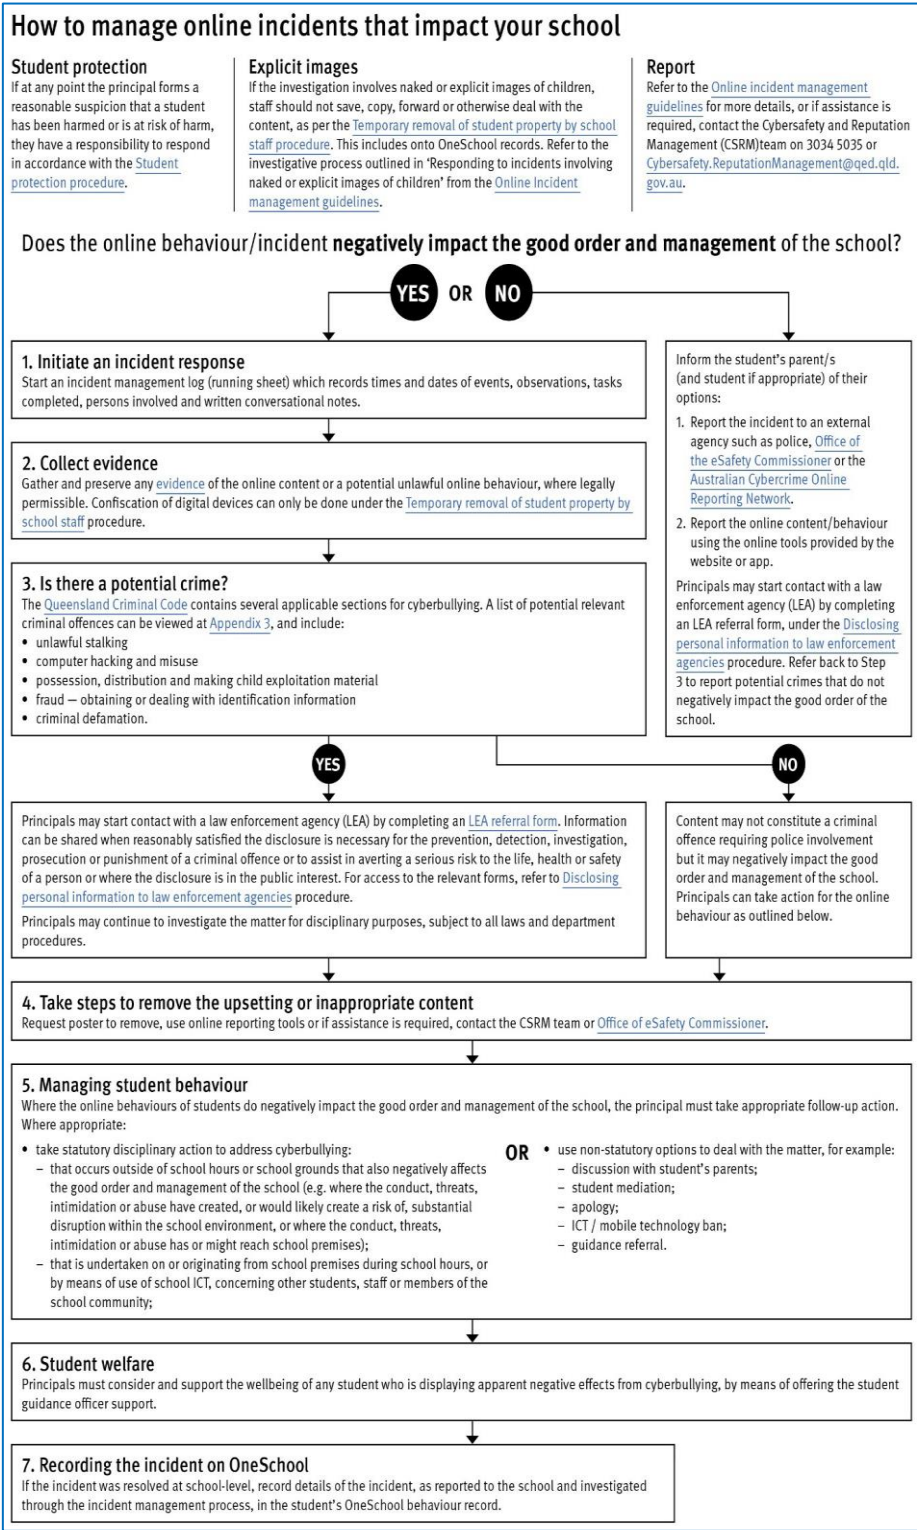 How to manage online incidents that impact your school
Student protection
If at any point the principal forms a
reasonable suspicion that a student
has been harmed or is at risk of harm,
they have a responsibility to respond
in accordance with the Student
protection procedure.
Explicit images
If the investigation involves naked or explicit images of children,
staff should not save, copy, forward or otherwise deal with the
content, as per the Temporary removal of student property by school
staff procedure. This includes onto OneSchool records. Refer to the
investigative process outlined in ‘Responding to incidents involving
naked or explicit images of children’ from the Online Incident
management guidelines.
Report
Refer to the Online incident management
guidelines for more details, or if assistance is
required, contact the Cybersafety and Reputation
Management (CSRM)team on 3034 5035 or
Cybersafety.ReputationManagement@qed.qld.
gov.au.
Does the online behaviour/incident negatively impact the good order and management of the school?
YES OR NO
1. Initiate an incident response
Start an incident management log (running sheet) which records times and dates of events, observations, tasks
completed, persons involved and written conversational notes.
2. Collect evidence
Gather and preserve any evidence of the online content or a potential unlawful online behaviour, where legally
permissible. Confiscation of digital devices can only be done under the Temporary removal of student property by
school staff procedure.
3. Is there a potential crime?
The Queensland Criminal Code contains several applicable sections for cyberbullying. A list of potential relevant
criminal offences can be viewed at Appendix 3, and include:
• unlawful stalking
• computer hacking and misuse
• possession, distribution and making child exploitation material
• fraud — obtaining or dealing with identification information
• criminal defamation.
Inform the student’s parent/s
(and student if appropriate) of their
options:
1. Report the incident to an external
agency such as police, Office of
the eSafety Commissioner or the
Australian Cybercrime Online
Reporting Network.
2. Report the online content/behaviour
using the online tools provided by the
website or app.
Principals may start contact with a law
enforcement agency (LEA) by completing
an LEA referral form, under the Disclosing
personal information to law enforcement
agencies procedure. Refer back to Step
3 to report potential crimes that do not
negatively impact the good order of the
school.
YES
NO
Principals may start contact with a law enforcement agency (LEA) by completing an LEA referral form. Information
can be shared when reasonably satisfied the disclosure is necessary for the prevention, detection, investigation,
prosecution or punishment of a criminal offence or to assist in averting a serious risk to the life, health or safety
of a person or where the disclosure is in the public interest. For access to the relevant forms, refer to Disclosing
personal information to law enforcement agencies procedure.
Principals may continue to investigate the matter for disciplinary purposes, subject to all laws and department
procedures.
Content may not constitute a criminal
offence requiring police involvement
but it may negatively impact the good
order and management of the school.
Principals can take action for the online
behaviour as outlined below.
4. Take steps to remove the upsetting or inappropriate content
Request poster to remove, use online reporting tools or if assistance is required, contact the CSRM team or Office of eSafety Commissioner.
5. Managing student behaviour
Where the online behaviours of students do negatively impact the good order and management of the school, the principal must take appropriate follow-up action.
Where appropriate:
• take statutory disciplinary action to address cyberbullying:
– that occurs outside of school hours or school grounds that also negatively affects
the good order and management of the school (e.g. where the conduct, threats,
intimidation or abuse have created, or would likely create a risk of, substantial
disruption within the school environment, or where the conduct, threats,
intimidation or abuse has or might reach school premises);
– that is undertaken on or originating from school premises during school hours, or
by means of use of school ICT, concerning other students, staff or members of the
school community;
OR
• use non-statutory options to deal with the matter, for example:
– discussion with student’s parents;
– student mediation;
– apology;
– ICT / mobile technology ban;
– guidance referral.
6. Student welfare
Principals must consider and support the wellbeing of any student who is displaying apparent negative effects from cyberbullying, by means of offering the student
guidance officer support.
7. Recording the incident on OneSchool
If the incident was resolved at school-level, record details of the incident, as reported to the school and investigated
through the incident management process, in the student’s OneSchool behaviour record.